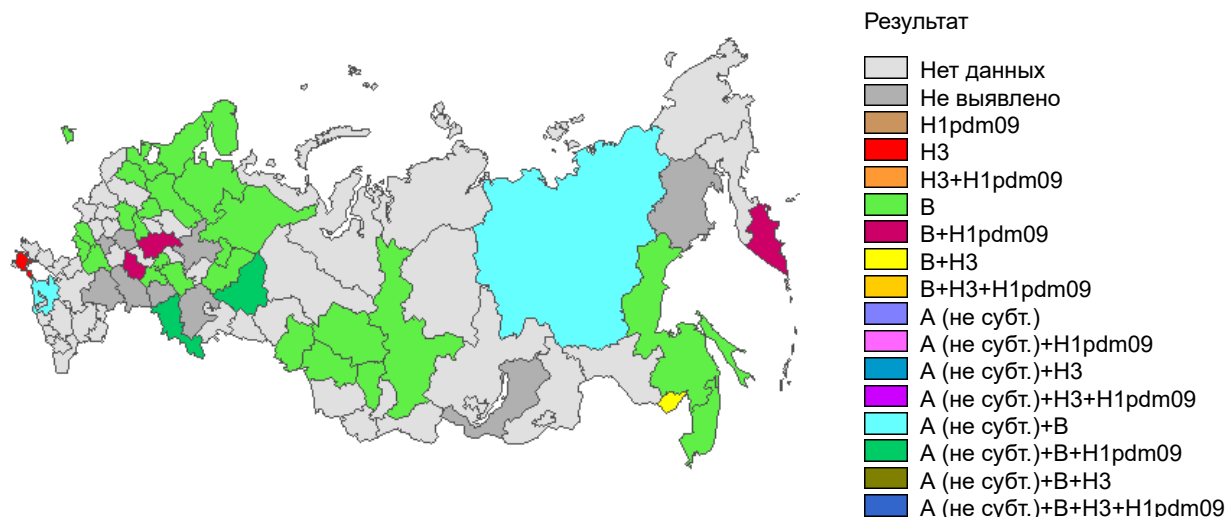 Результат
Нет данных
Не выявлено
H1pdm09
H3
H3+H1pdm09
B
B+H1pdm09
B+H3
B+H3+H1pdm09
А (не субт.)
А (не субт.)+H1pdm09
А (не субт.)+H3
А (не субт.)+H3+H1pdm09
А (не субт.)+B
А (не субт.)+B+H1pdm09
А (не субт.)+B+H3
А (не субт.)+B+H3+H1pdm09